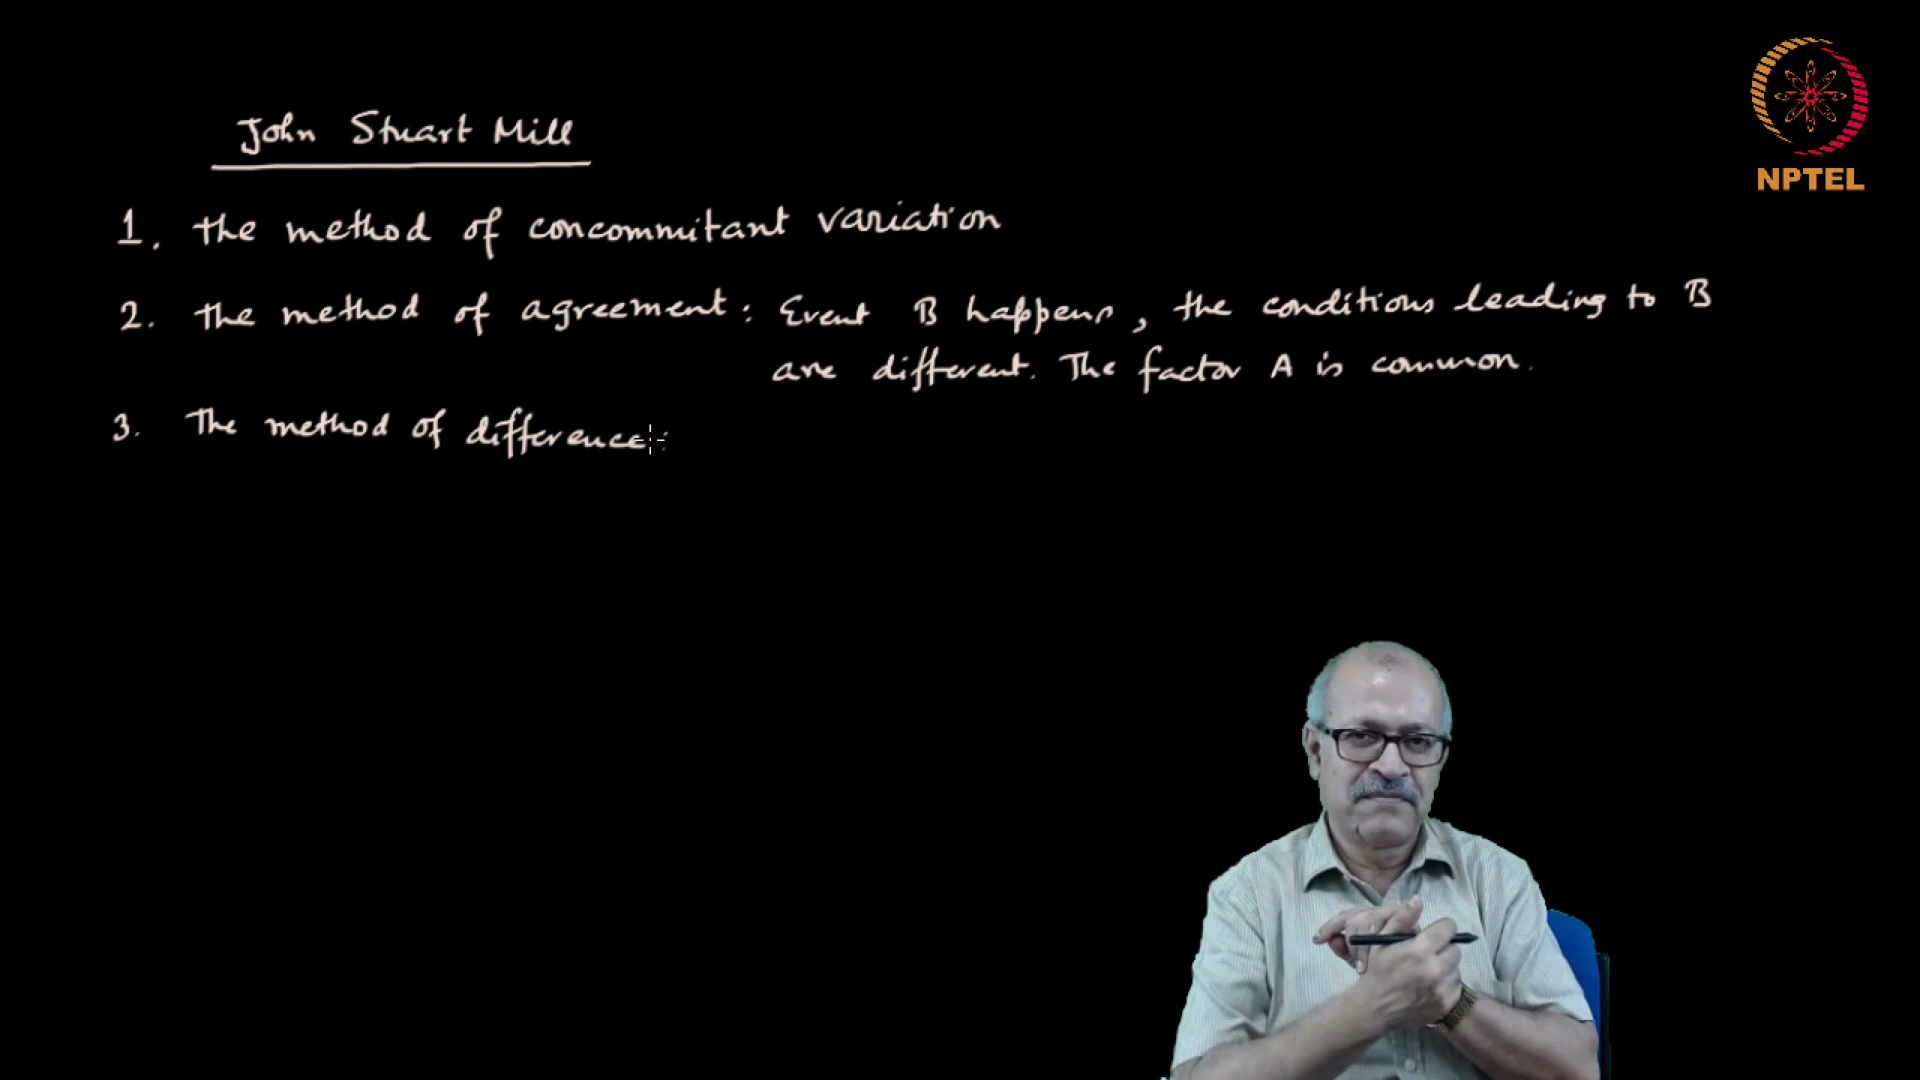 John Stuart Mill
NPTEL
1. the method of concommitant variation
2. the method of agreement: Event B happens, the conditions leading to B
are different. The factor A is common.
3. The method of difference: